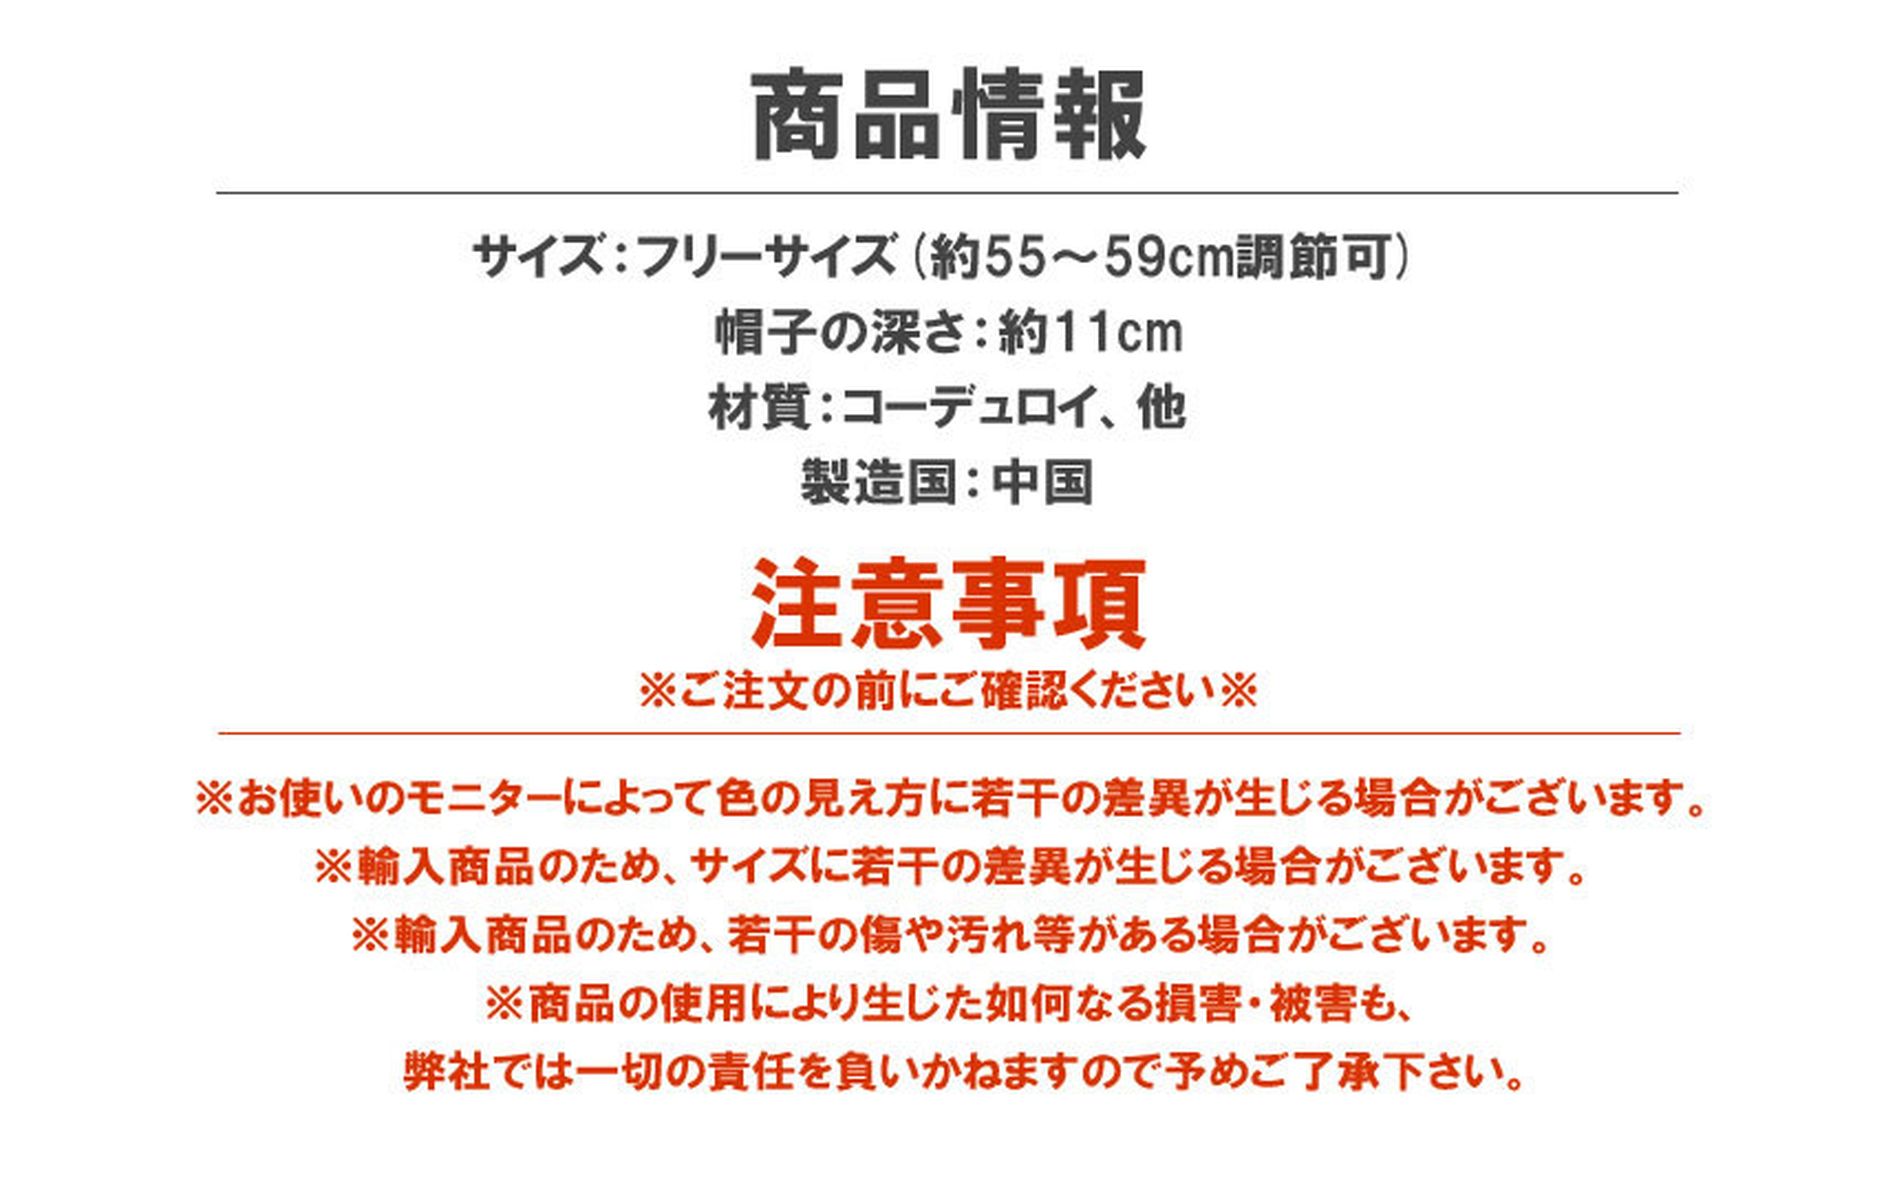 商品情報
サイズ：フリーサイズ（約55～59cm調節可）
帽子の深さ：約11cm
材質：コーデュロイ、他
製造国：中国
注意事項
※ご注文の前にご確認ください※
※お使いのモニターによって色の見え方に若干の差異が生じる場合がございます。
※輸入商品のため、サイズに若干の差異が生じる場合がございます。
※輸入商品のため、若干の傷や汚れ等がある場合がございます。
※商品の使用により生じた如何なる損害・被害も、
弊社では一切の責任を負いかねますので予めご了承下さい。